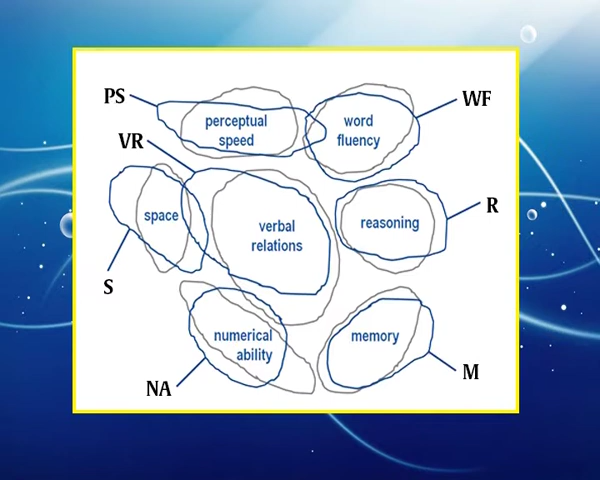 PS
perceptual
speed
word
fluency
WF
VR
space
verbal
relations
reasoning
R
S
numerical
ability
memory
NA
M